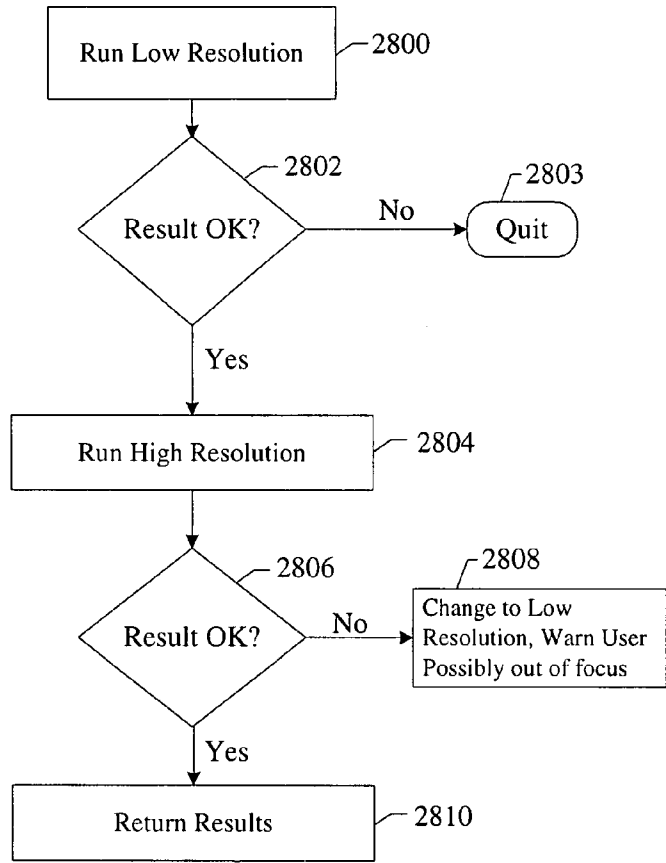 Run Low Resolution
2800
2802
Result OK?
No
2803
Quit
Yes
Run High Resolution
2804
2806
Result OK?
No
2808
Change to Low
Resolution, Warn User
Possibly out of focus
Yes
Return Results
2810